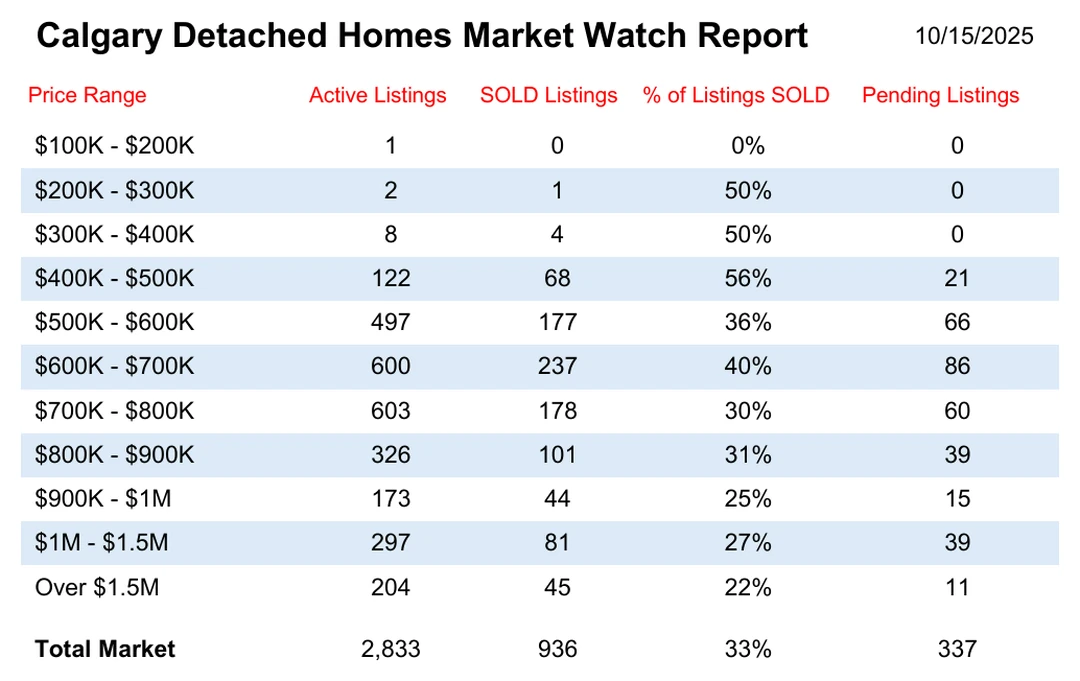 Calgary Detached Homes Market Watch Report 10/15/2025
Price Range Active Listings SOLD Listings % of Listings SOLD Pending Listings
$100K - $200K 1 0 0% 0
$200K - $300K 2 1 50% 0
$300K - $400K 8 4 50% 0
$400K - $500K 122 68 56% 21
$500K - $600K 497 177 36% 66
$600K - $700K 600 237 40% 86
$700K - $800K 603 178 30% 60
$800K - $900K 326 101 31% 39
$900K - $1M 173 44 25% 15
$1M - $1.5M 297 81 27% 39
Over $1.5M 204 45 22% 11
Total Market 2,833 936 33% 337